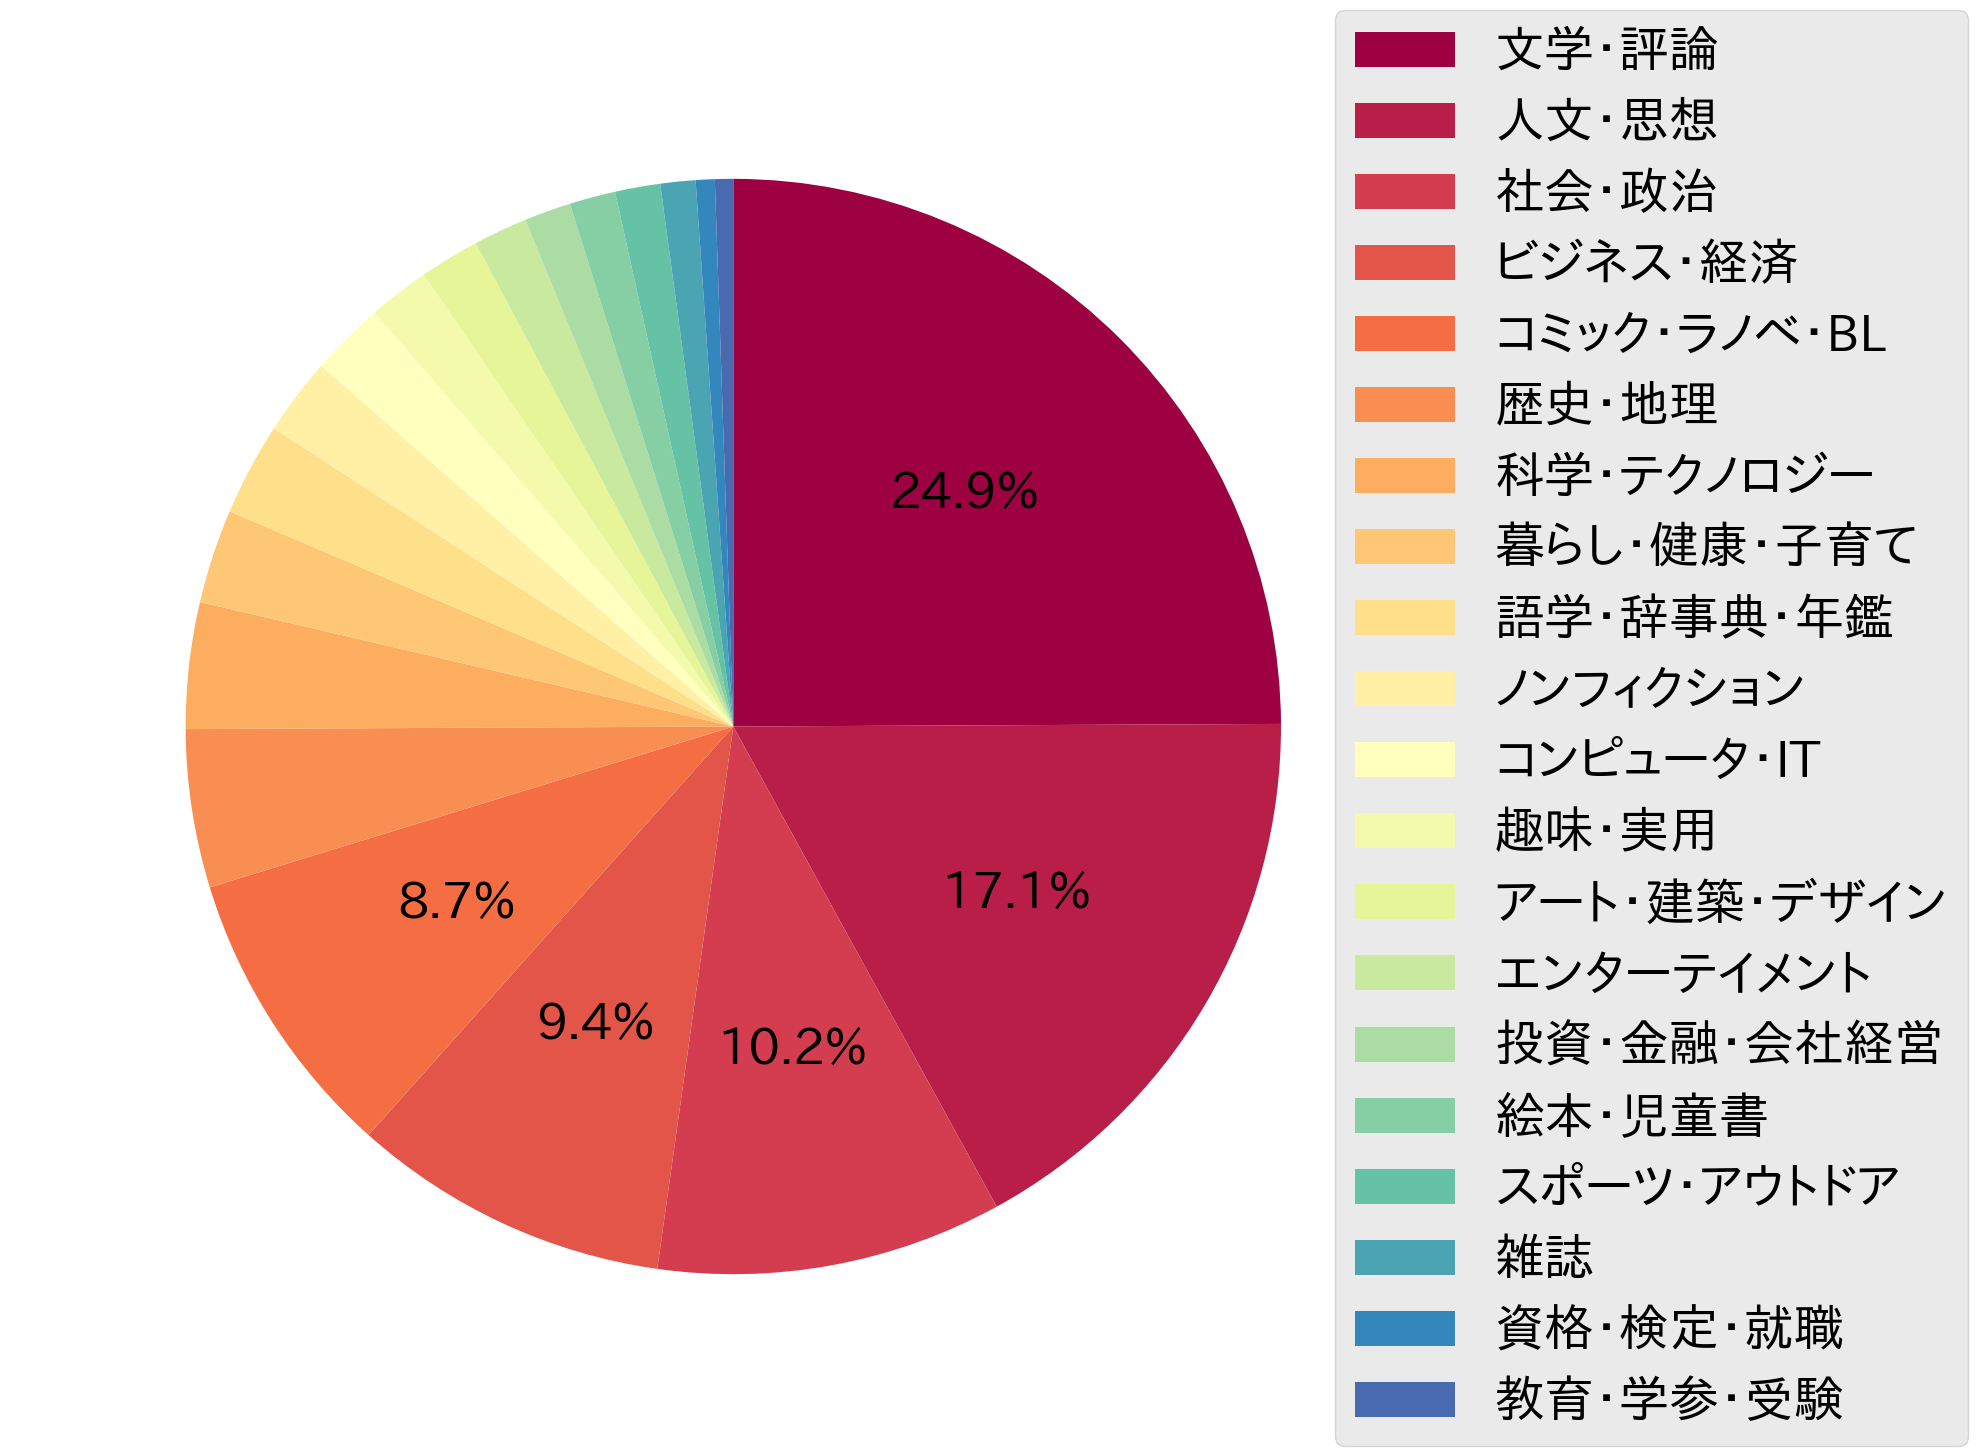 24.9%
17.1%
10.2%
9.4%
8.7%
文学・評論
人文・思想
社会・政治
ビジネス・経済
コミック・ラノベ・BL
歴史・地理
科学・テクノロジー
暮らし・健康・子育て
語学・辞事典・年鑑
ノンフィクション
コンピュータ・IT
趣味・実用
アート・建築・デザイン
エンターテイメント
投資・金融・会社経営
絵本・児童書
スポーツ・アウトドア
雑誌
資格・検定・就職
教育・学参・受験